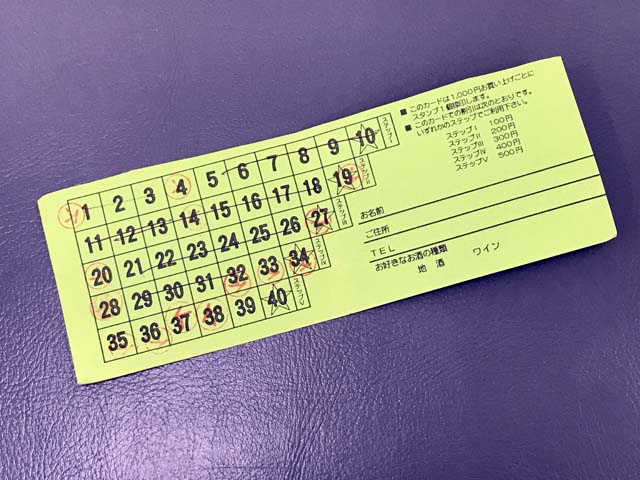 1 2 3 4 5 6 7 8 9 10 ステップI
11 12 13 14 15 16 17 18 19 ステップII
20 21 22 23 24 25 26 27 ステップIII
28 29 30 31 32 33 34 ステップIV
35 36 37 38 39 40 ステップV
■ このカードは1,000円お買い上げごとに
スタンプ1個捺印します。
■ このカードでの割引は次のとおりです。
いずれかのステップでご利用下さい。
ステップI 100円
ステップII 200円
ステップIII 300円
ステップIV 400円
ステップV 500円
お名前
ご住所
TEL
お好きなお酒の種類
地酒 ワイン